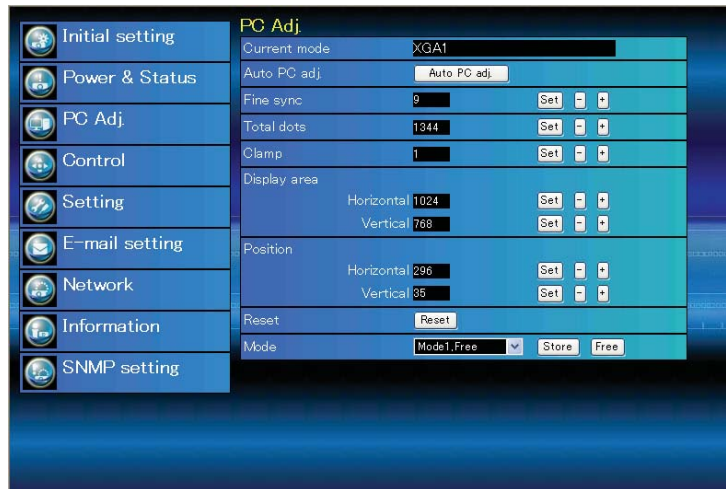 Initial setting
Power & Status
PC Adj.
Control
Setting
E-mail setting
Network
Information
SNMP setting
PC Adj.
Current mode XGA1
Auto PC adj. Auto PC adj.
Fine sync 9 Set - +
Total dots 1344 Set - +
Clamp 1 Set - +
Display area
Horizontal 1024 Set - +
Vertical 768 Set - +
Position
Horizontal 296 Set - +
Vertical 35 Set - +
Reset Reset
Mode Mode1,Free Store Free